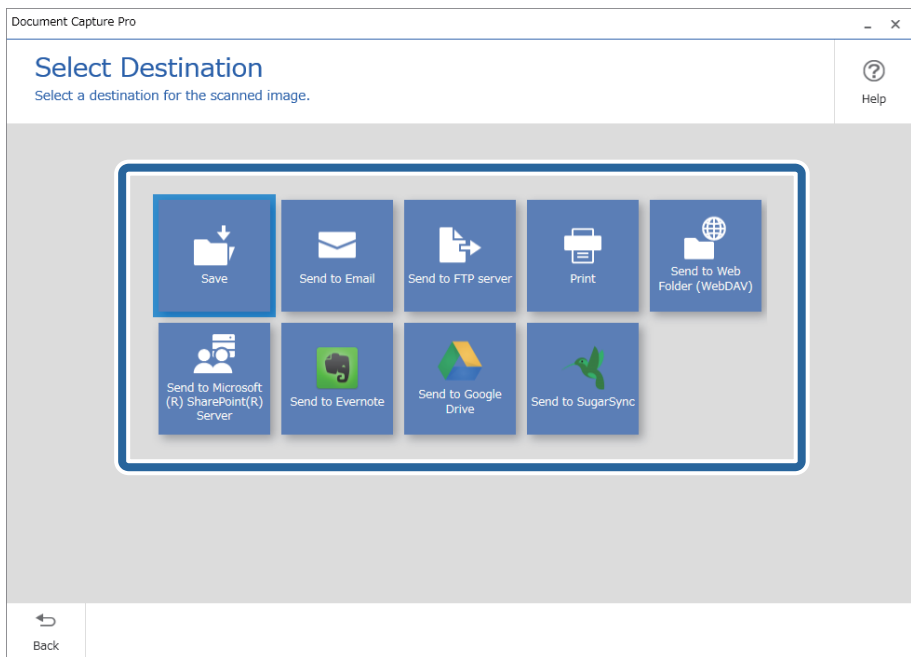 Document Capture Pro
Select Destination
Select a destination for the scanned image.
Help
Save
Send to Email
Send to FTP server
Print
Send to Web
Folder (WebDAV)
Send to Microsoft
(R) SharePoint(R)
Server
Send to Evernote
Send to Google
Drive
Send to SugarSync
Back